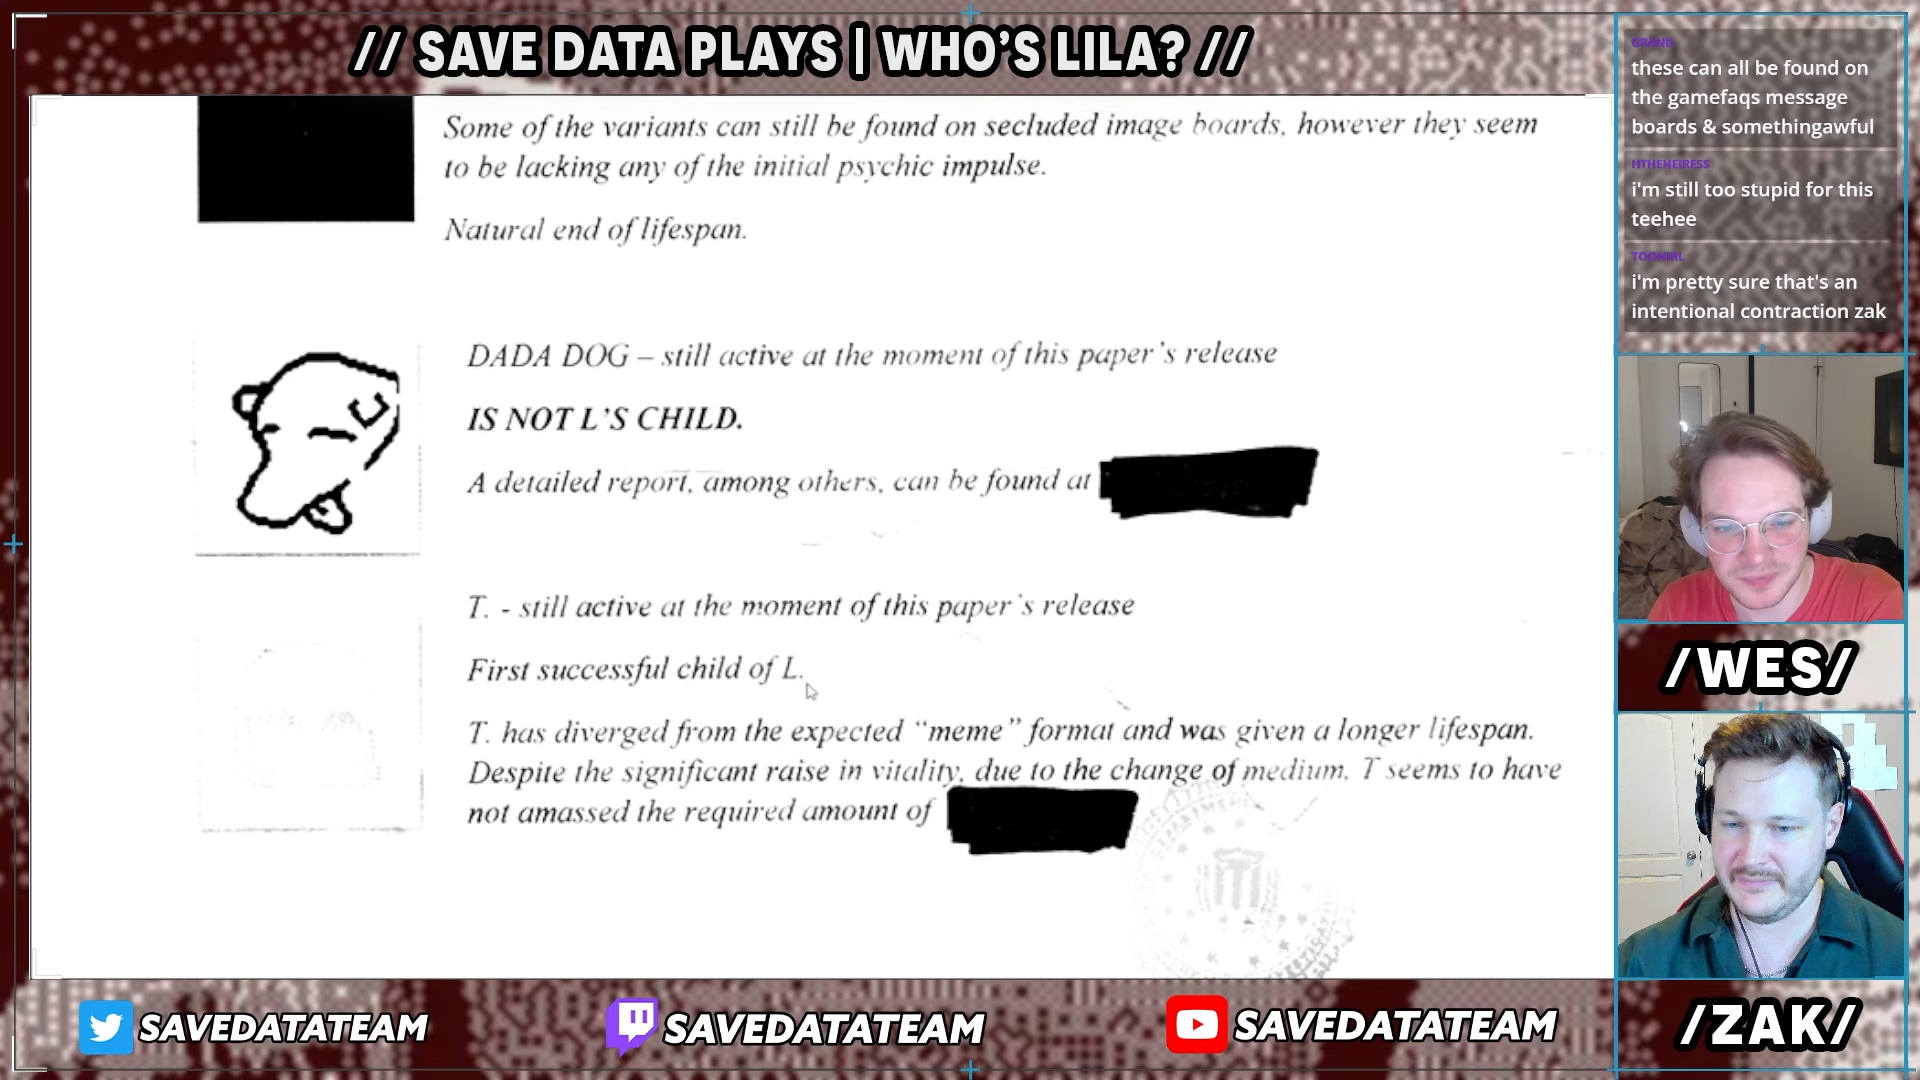 // SAVE DATA PLAYS | WHO'S LILA? //
Some of the variants can still be found on secluded image boards, however they seem
to be lacking any of the initial psychic impulse.
Natural end of lifespan.
DADA DOG – still active at the moment of this paper's release
IS NOT L'S CHILD.
A detailed report, among others, can be found at
T. - still active at the moment of this paper's release
First successful child of L.
T. has diverged from the expected “meme” format and was given a longer lifespan.
Despite the significant raise in vitality, due to the change of medium, T seems to have
not amassed the required amount of
GRAND
these can all be found on
the gamefaqs message
boards & somethingawful
HTHEHEIRESS
i'm still too stupid for this
teehee
i'm pretty sure that's an
intentional contraction zak
/WES/
/ZAK/
SAVEDATATEAM
SAVEDATATEAM
SAVEDATATEAM